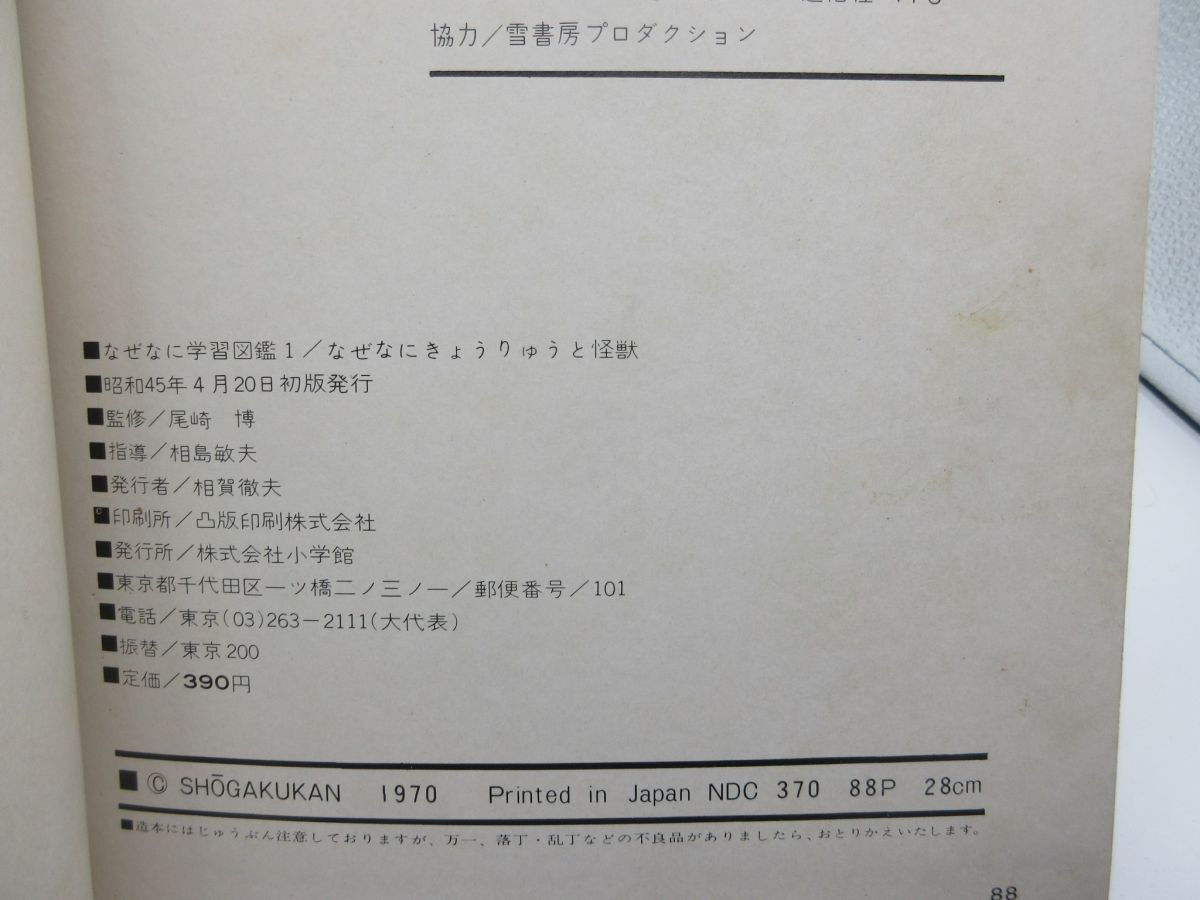 協力/雪書房プロダクション
■なぜなに学習図鑑1/なぜなにきょうりゅうと怪獣
■昭和45年4月20日初版発行
■監修/尾崎　博
■指導/相島敏夫
■発行者/相賀徹夫
■印刷所/凸版印刷株式会社
■発行所/株式会社小学館
■東京都千代田区一ツ橋二ノ三ノ一/郵便番号/101
■電話/東京(03)263-2111(大代表)
■振替/東京200
■定価/390円
■ © SHŌGAKUKAN 1970 Printed in Japan NDC 370 88P 28cm
■造本にはじゅうぶん注意しておりますが、万一、落丁・乱丁などの不良品がありましたら、おとりかえいたします。
88